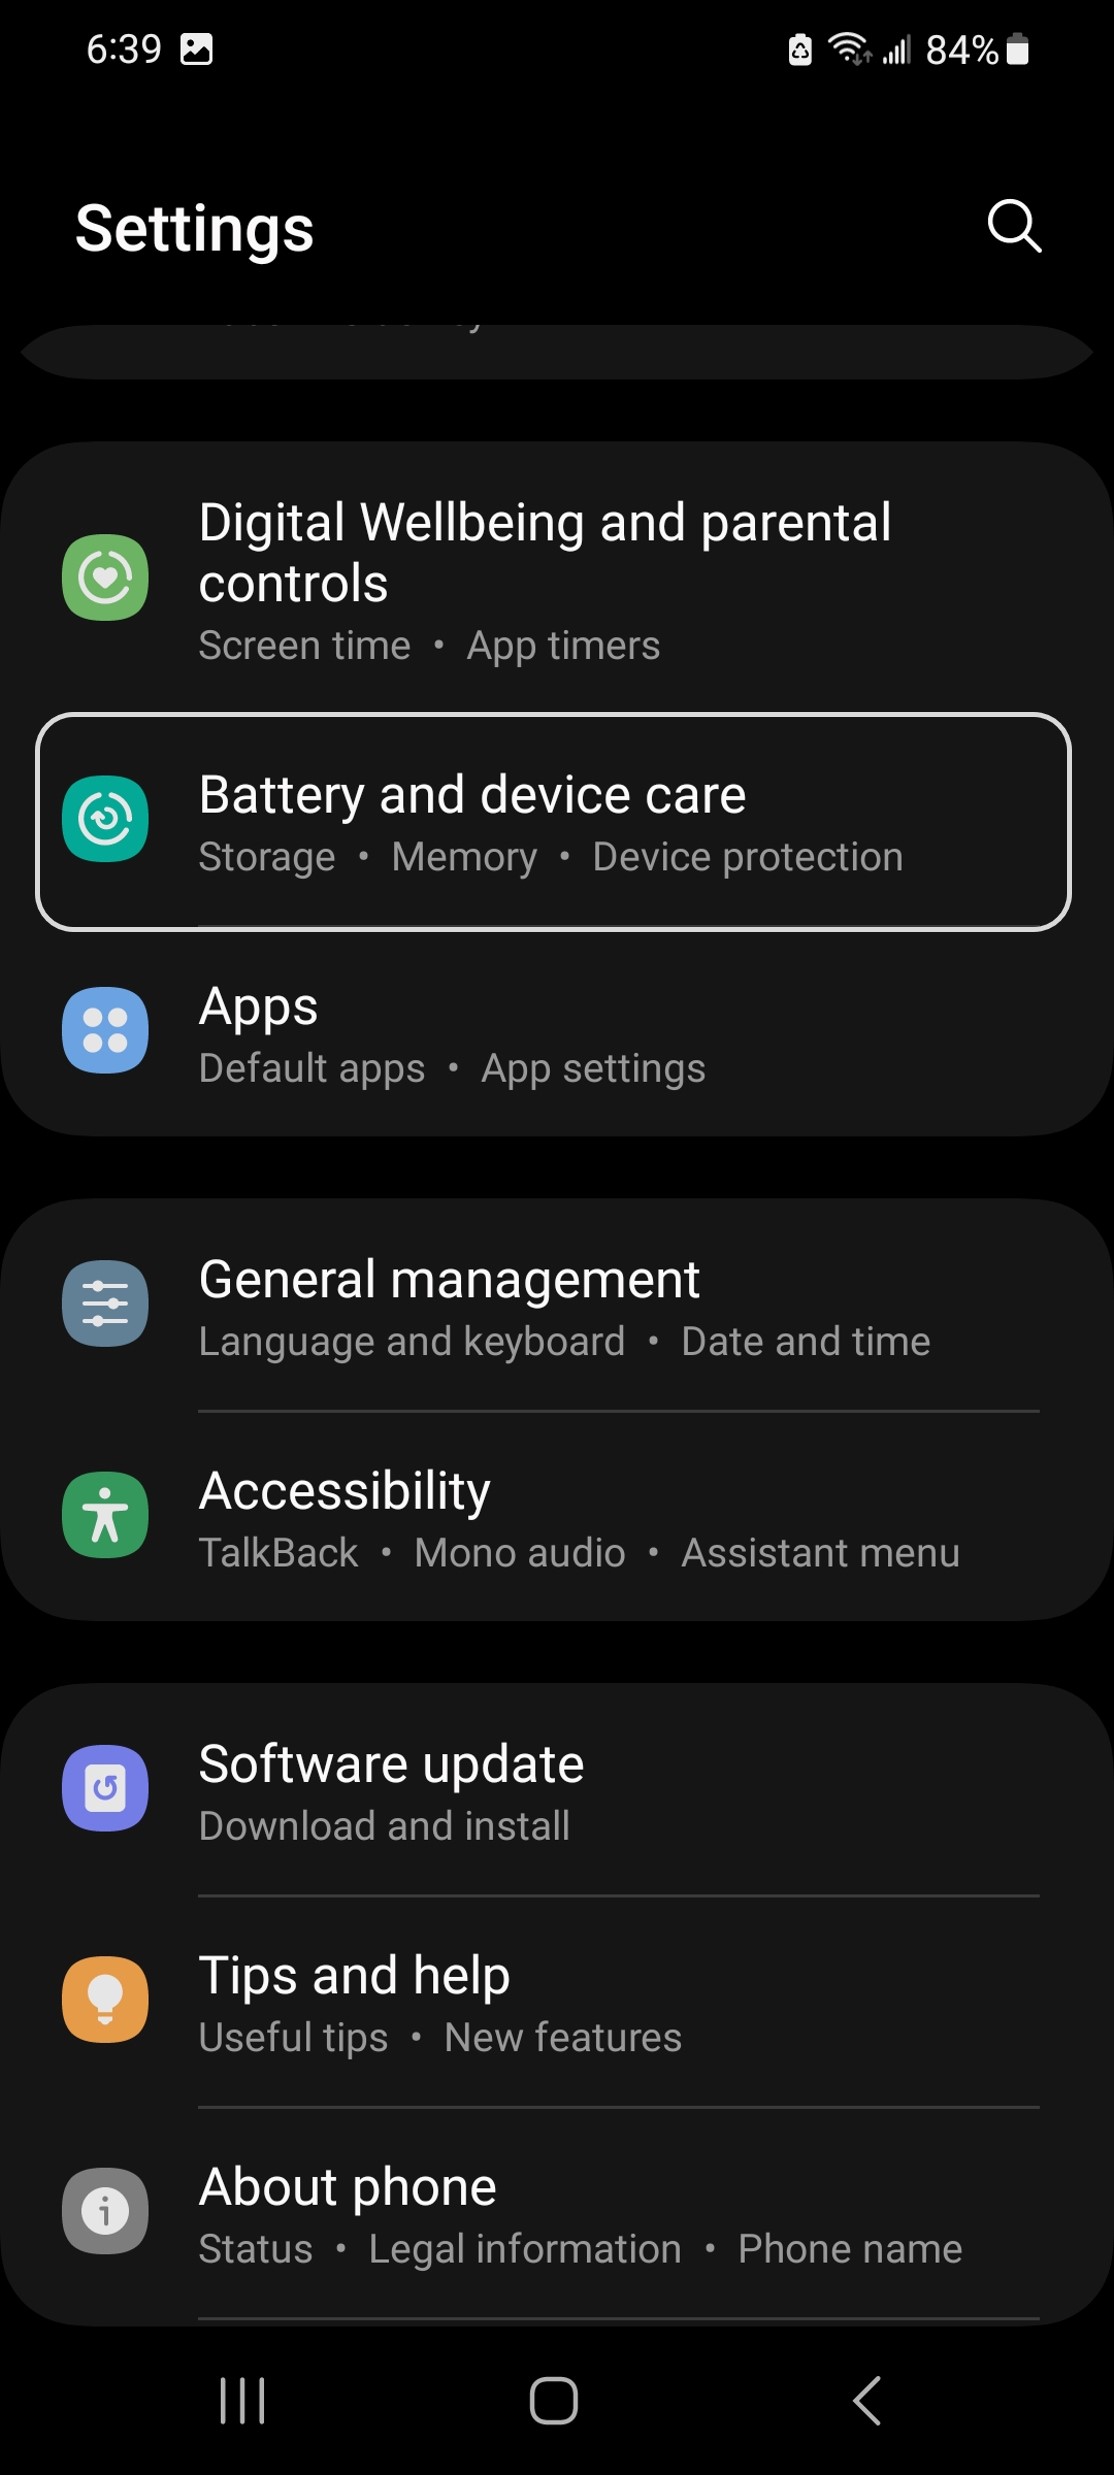 6:39
84%
Settings
Digital Wellbeing and parental
controls
Screen time • App timers
Battery and device care
Storage • Memory • Device protection
Apps
Default apps • App settings
General management
Language and keyboard • Date and time
Accessibility
TalkBack • Mono audio • Assistant menu
Software update
Download and install
Tips and help
Useful tips • New features
About phone
Status • Legal information • Phone name